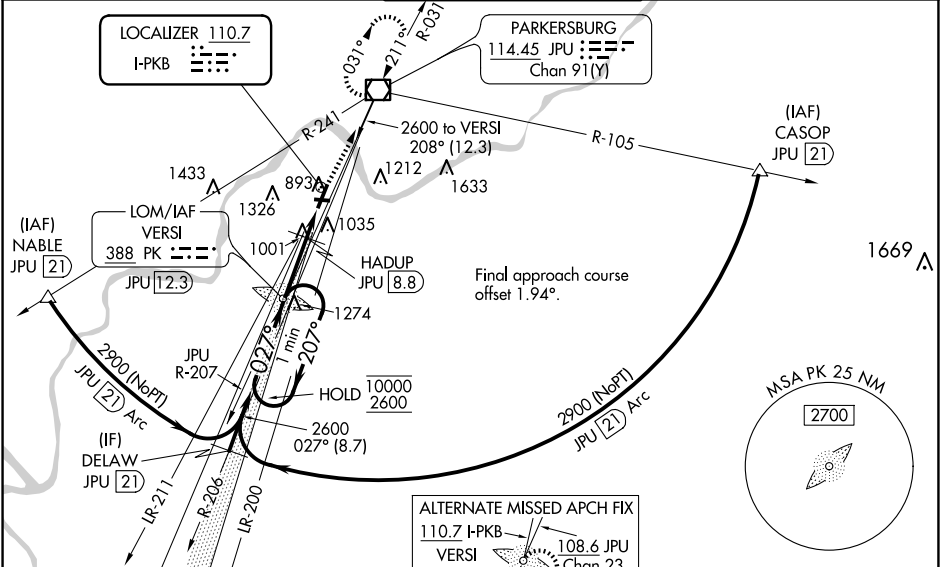 LOCALIZER 110.7
I-PKB
031°
211°
R-031
PARKERSBURG
114.45 JPU
Chan 91(Y)
R-241
2600 to VERSI
208° (12.3)
R-105
(IAF)
CASOP
JPU 21
1433
1326
893
1212
1633
LOM/IAF
VERSI
388 PK
JPU 12.3
1001
1035
(IAF)
NABLE
JPU 21
HADUP
JPU 8.8
Final approach course
offset 1.94°.
1669
1274
027°
1 min
207°
JPU
R-207
2900 (NoPT)
JPU 21 Arc
HOLD 10000
2600
2900 (NoPT)
JPU 21 Arc
2600
027° (8.7)
(IF)
DELAW
JPU 21
LR-211
R-206
LR-200
MSA PK 25 NM
2700
ALTERNATE MISSED APCH FIX
110.7 I-PKB
VERSI
108.6 JPU
Chan 23